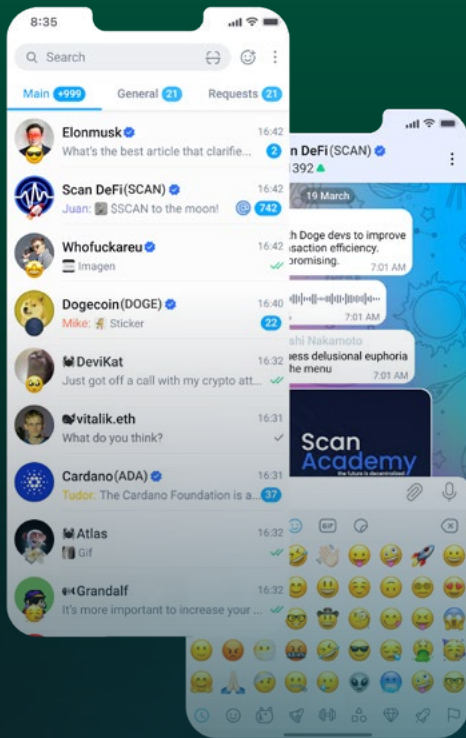 8:35
Search
Main +999 General 21 Requests 21
Elonmusk 16:42
What's the best article that clarifie... 2
Scan DeFi(SCAN) 16:42
Juan: $SCAN to the moon! @ 742
Whofuckareu 16:42
Imagen
Dogecoin(DOGE) 16:40
Mike: Sticker 22
DeviKat 16:32
Just got off a call with my crypto att...
vitalik.eth 16:31
What do you think?
Cardano(ADA) 16:31
Tudor: The Cardano Foundation is a... 37
Atlas 16:32
Gif
Grandalf 16:32
It's more important to increase your ...
n DeFi(SCAN)
1392
19 March
h Doge devs to improve
saction efficiency.
promising.
7:01 AM
7:01 AM
shi Nakamoto
ess delusional euphoria
he menu
7:01 AM
Scan
Academy
the future is decentralized
GIF